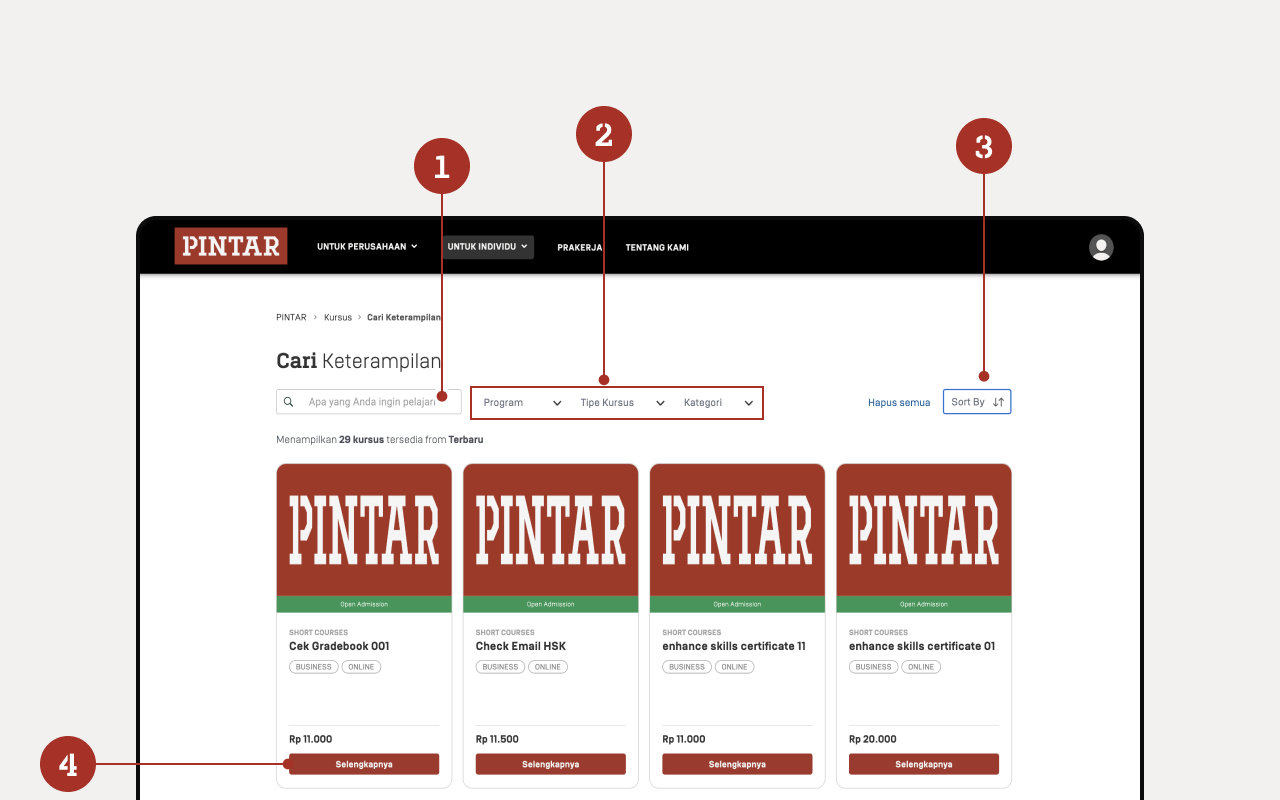 1
2
3
PINTAR
UNTUK PERUSAHAAN
UNTUK INDIVIDU
PRAKERJA
TENTANG KAMI
PINTAR > Kursus > Cari Keterampilan
Cari Keterampilan
Apa yang Anda ingin pelajari
Program
Tipe Kursus
Kategori
Hapus semua
Sort By
Menampilkan 29 kursus tersedia from Terbaru
PINTAR
Open Admission
SHORT COURSES
Cek Gradebook 001
BUSINESS
ONLINE
Rp 11.000
Selengkapnya
PINTAR
Open Admission
SHORT COURSES
Check Email HSK
BUSINESS
ONLINE
Rp 11.500
Selengkapnya
PINTAR
Open Admission
SHORT COURSES
enhance skills certificate 11
BUSINESS
ONLINE
Rp 11.000
Selengkapnya
PINTAR
Open Admission
SHORT COURSES
enhance skills certificate 01
BUSINESS
ONLINE
Rp 20.000
Selengkapnya
4